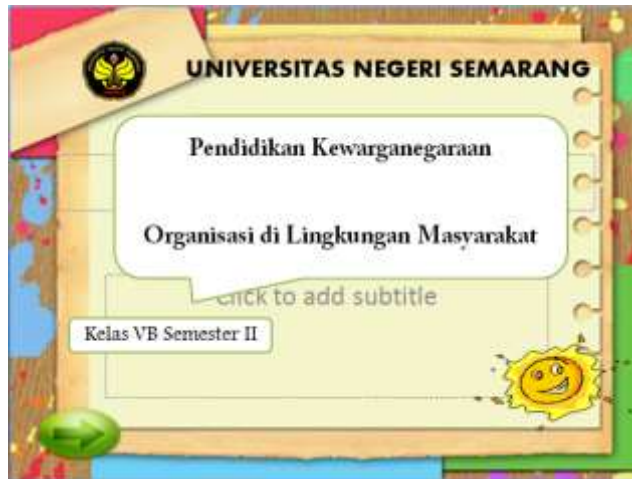 UNIVERSITAS NEGERI SEMARANG
Pendidikan Kewarganegaraan
Organisasi di Lingkungan Masyarakat
Click to add subtitle
Kelas VB Semester II